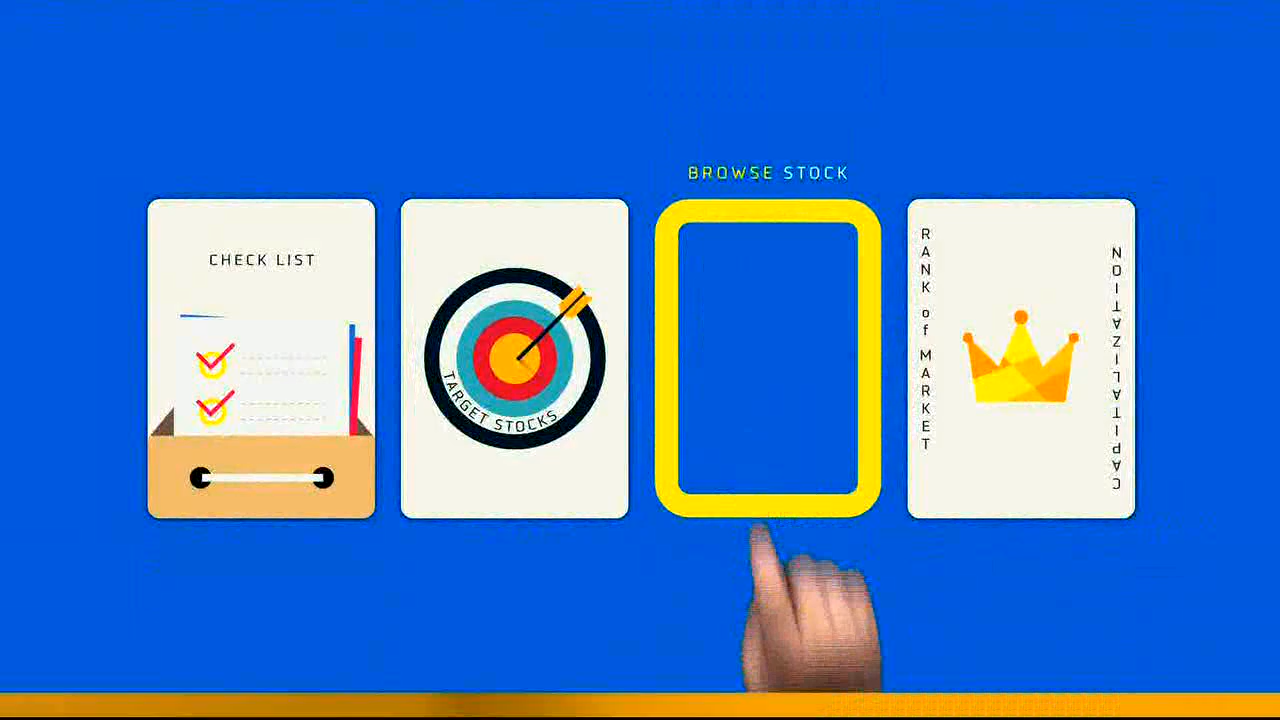 BROWSE STOCK
CHECK LIST
TARGET STOCKS
RANK of MARKET
CAPITALIZATION